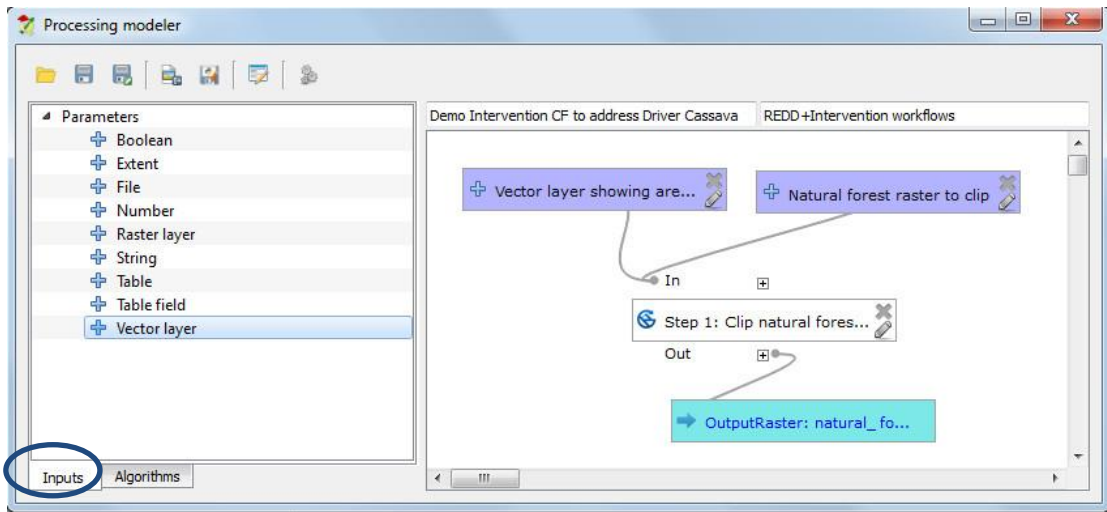 Processing modeler
Parameters
Boolean
Extent
File
Number
Raster layer
String
Table
Table field
Vector layer
Inputs
Algorithms
Demo Intervention CF to address Driver Cassava
REDD+Intervention workflows
Vector layer showing are...
Natural forest raster to clip
In
Step 1: Clip natural fores...
Out
OutputRaster: natural_fo...